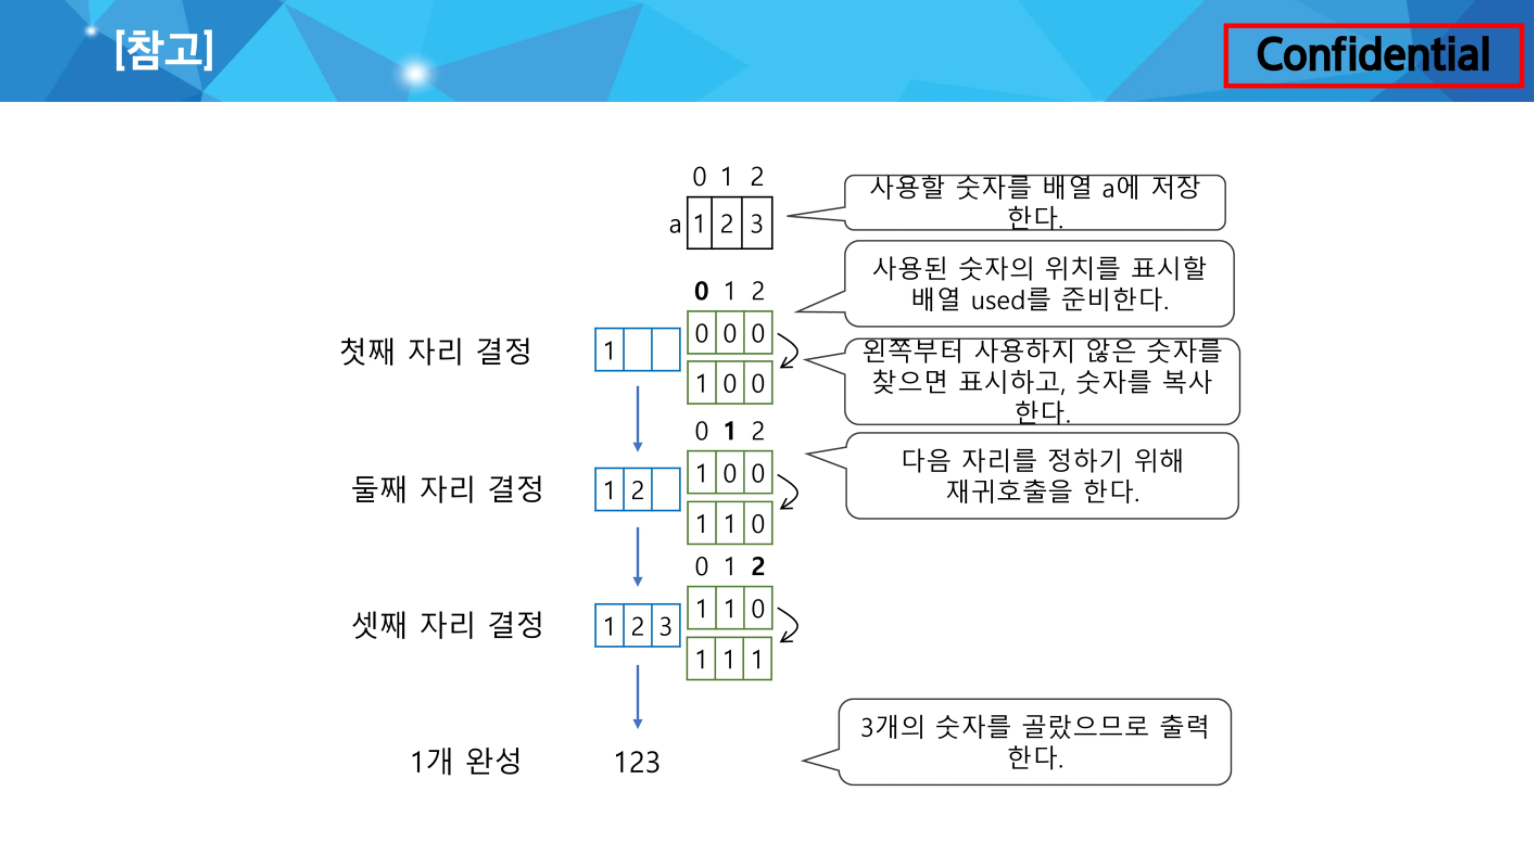 [참고]
Confidential
0 1 2
a 1 2 3
사용할 숫자를 배열 a에 저장
한다.
사용된 숫자의 위치를 표시할
배열 used를 준비한다.
0 1 2
첫째 자리 결정
1
0 0 0
1 0 0
왼쪽부터 사용하지 않은 숫자를
찾으면 표시하고, 숫자를 복사
한다.
0 1 2
둘째 자리 결정
1 2
1 0 0
1 1 0
다음 자리를 정하기 위해
재귀호출을 한다.
0 1 2
셋째 자리 결정
1 2 3
1 1 0
1 1 1
1개 완성
123
3개의 숫자를 골랐으므로 출력
한다.